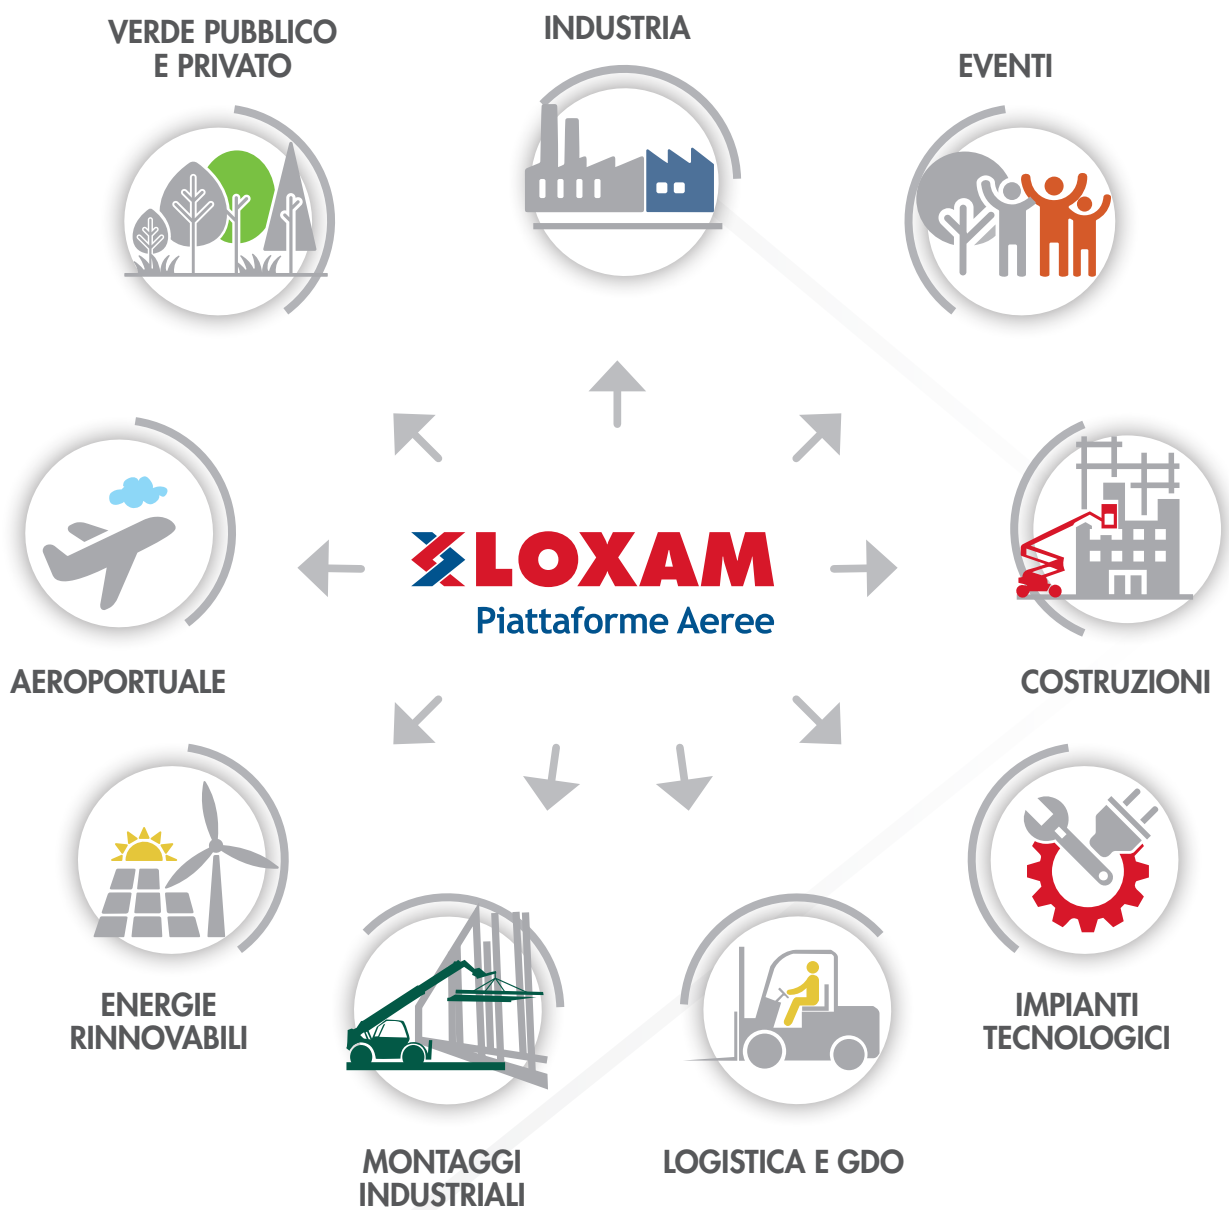 VERDE PUBBLICO
E PRIVATO
INDUSTRIA
EVENTI
LOXAM
Piattaforme Aeree
AEROPORTUALE
COSTRUZIONI
ENERGIE
RINNOVABILI
IMPIANTI
TECNOLOGICI
MONTAGGI
INDUSTRIALI
LOGISTICA E GDO